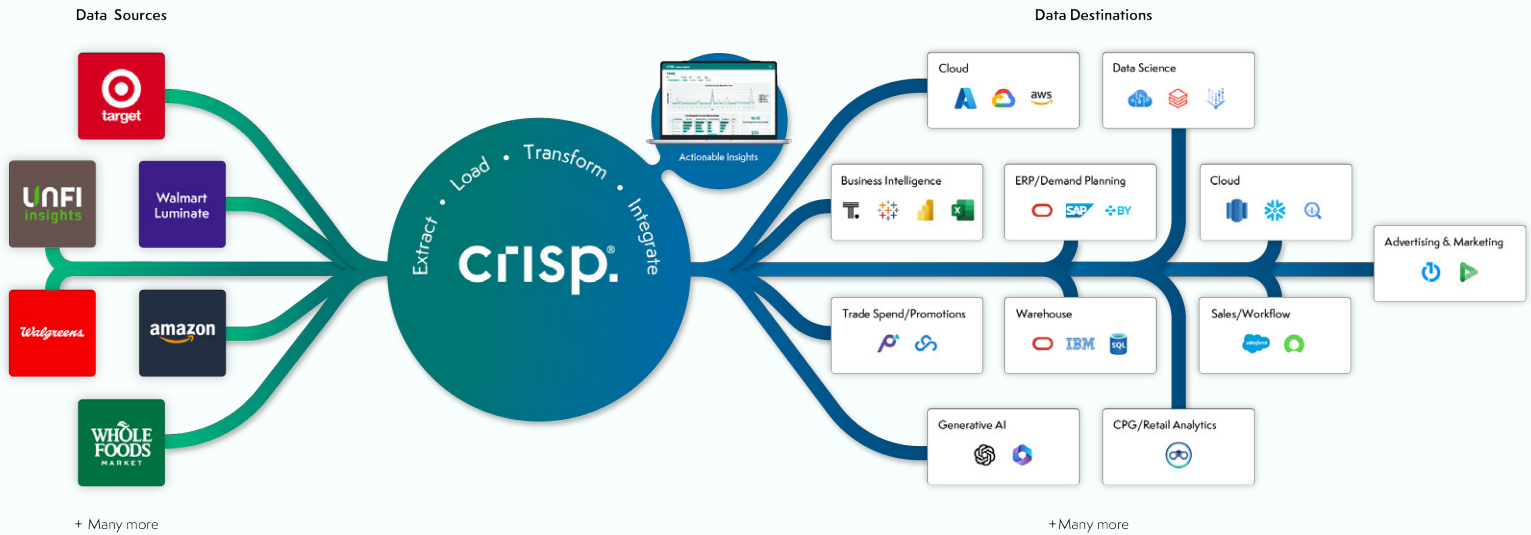 Data Sources
Data Destinations
target
UNFI
insights
Walmart
Luminate
Walgreens
amazon
WHOLE
FOODS
MARKET
+ Many more
Extract • Load • Transform • Integrate
crisp.®
Actionable Insights
Cloud
aws
Data Science
Business Intelligence
ERP/Demand Planning
SAP
BY
Cloud
Advertising & Marketing
Trade Spend/Promotions
Warehouse
IBM
SQL
Sales/Workflow
salesforce
Generative AI
CPG/Retail Analytics
+Many more